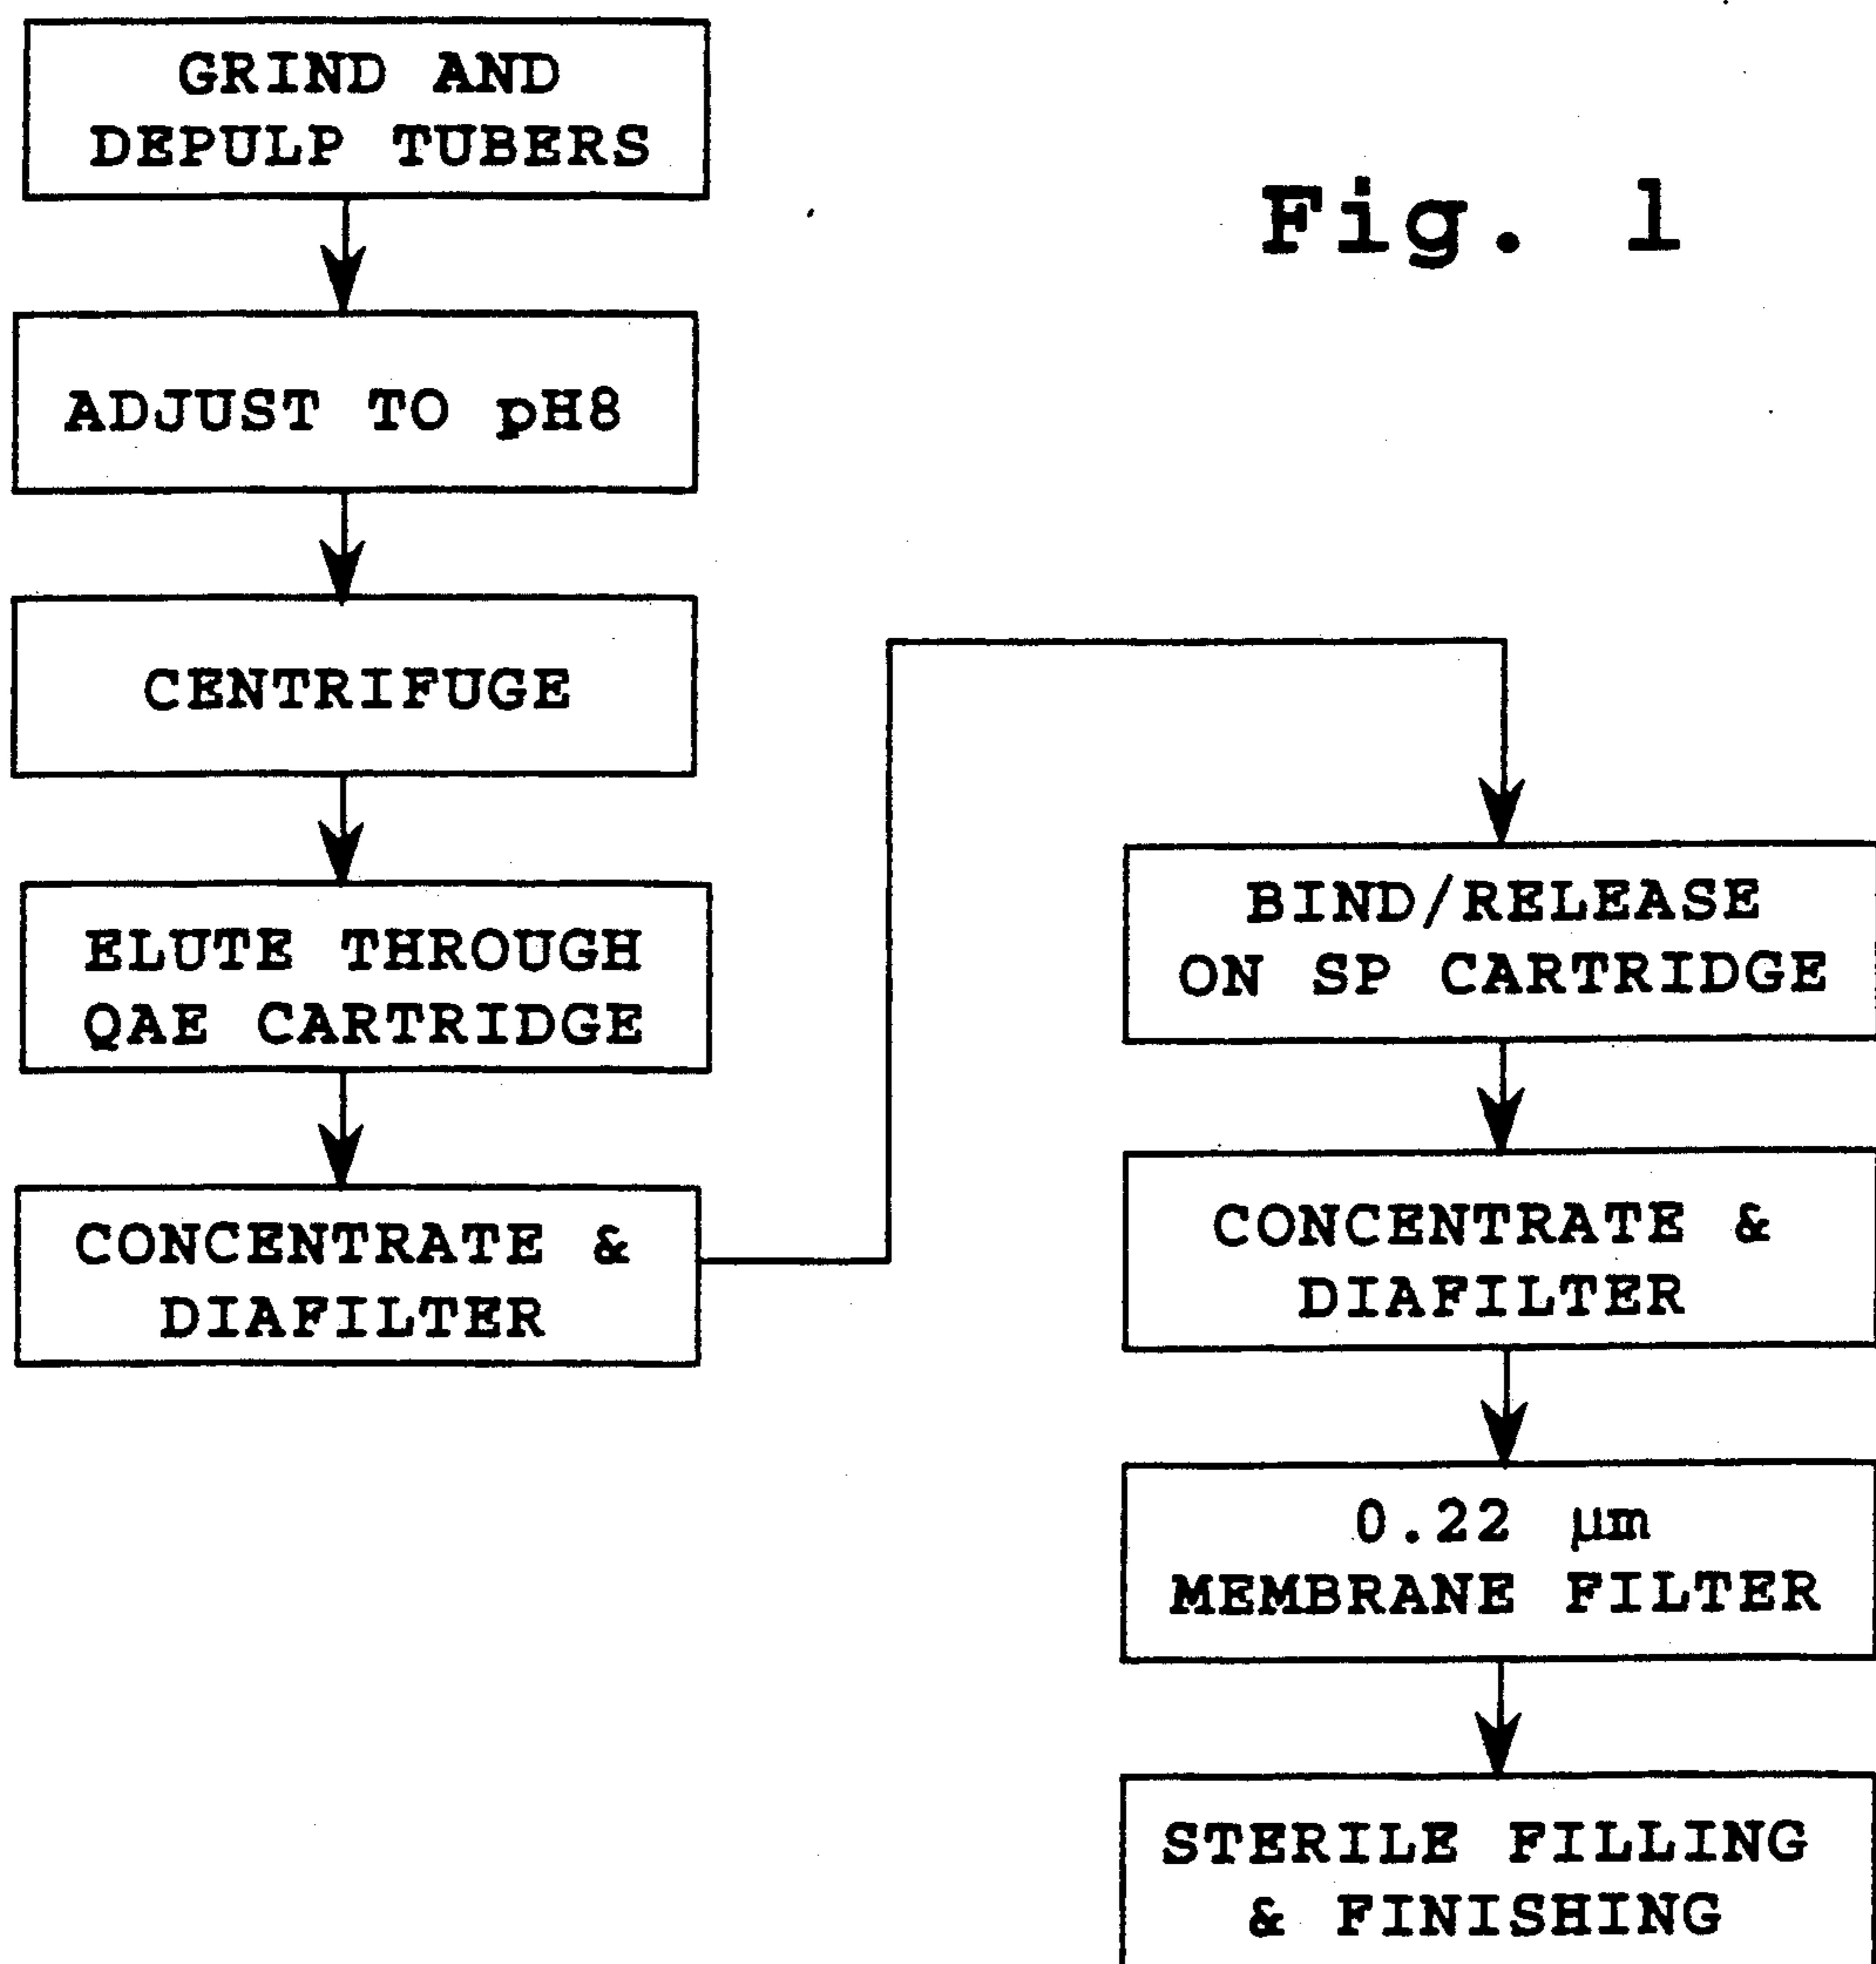 GRIND AND
DEPULP TUBERS
Fig. 1
ADJUST TO pH8
CENTRIFUGE
ELUTE THROUGH
QAE CARTRIDGE
CONCENTRATE &
DIAFILTER
BIND/RELEASE
ON SP CARTRIDGE
CONCENTRATE &
DIAFILTER
0.22 µm
MEMBRANE FILTER
STERILE FILLING
& FINISHING